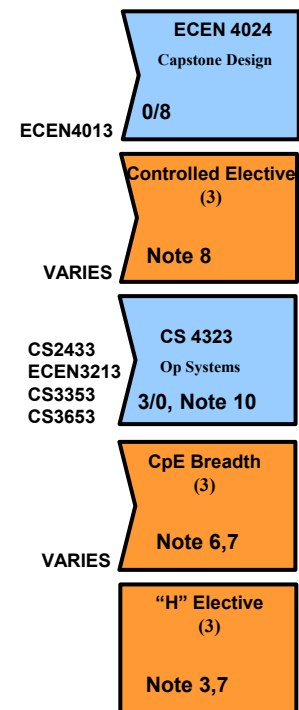 ECEN 4024
Capstone Design
0/8
ECEN4013
Controlled Elective
(3)
Note 8
VARIES
CS 4323
Op Systems
3/0, Note 10
CS2433
ECEN3213
CS3353
CS3653
CpE Breadth
(3)
Note 6,7
VARIES
“H” Elective
(3)
Note 3,7